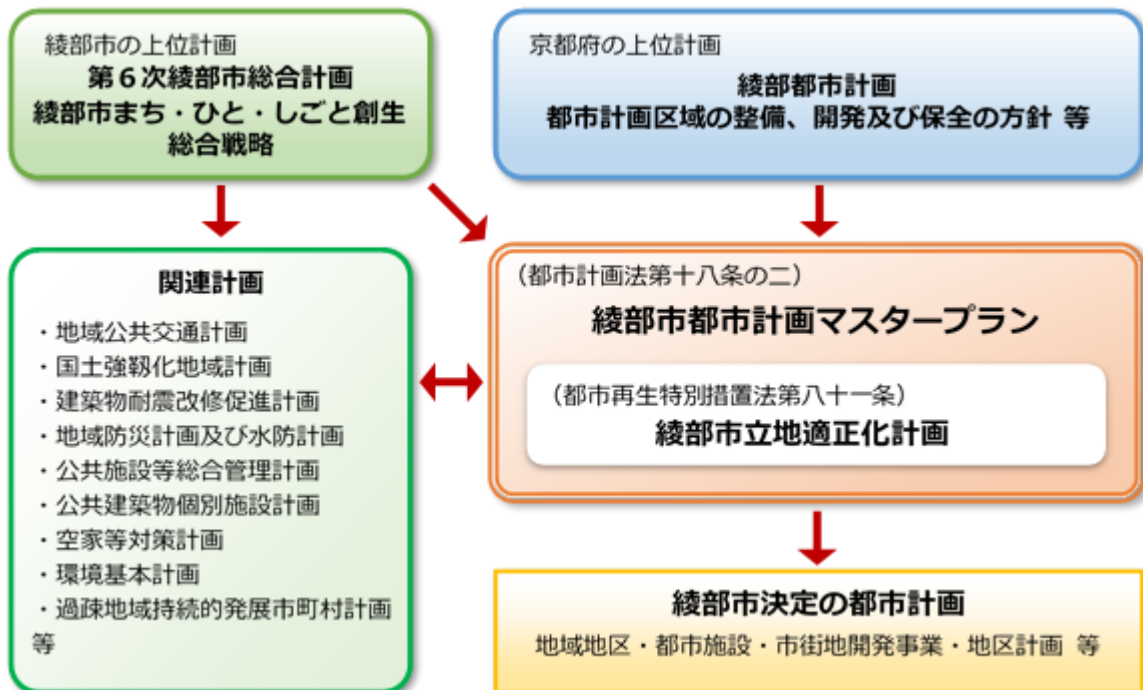 綾部市の上位計画
第６次綾部市総合計画
綾部市まち・ひと・しごと創生
総合戦略
京都府の上位計画
綾部都市計画
都市計画区域の整備、開発及び保全の方針 等
関連計画
・地域公共交通計画
・国土強靱化地域計画
・建築物耐震改修促進計画
・地域防災計画及び水防計画
・公共施設等総合管理計画
・公共建築物個別施設計画
・空家等対策計画
・環境基本計画
・過疎地域持続的発展市町村計画
等
（都市計画法第十八条の二）
綾部市都市計画マスタープラン
（都市再生特別措置法第八十一条）
綾部市立地適正化計画
綾部市決定の都市計画
地域地区・都市施設・市街地開発事業・地区計画 等